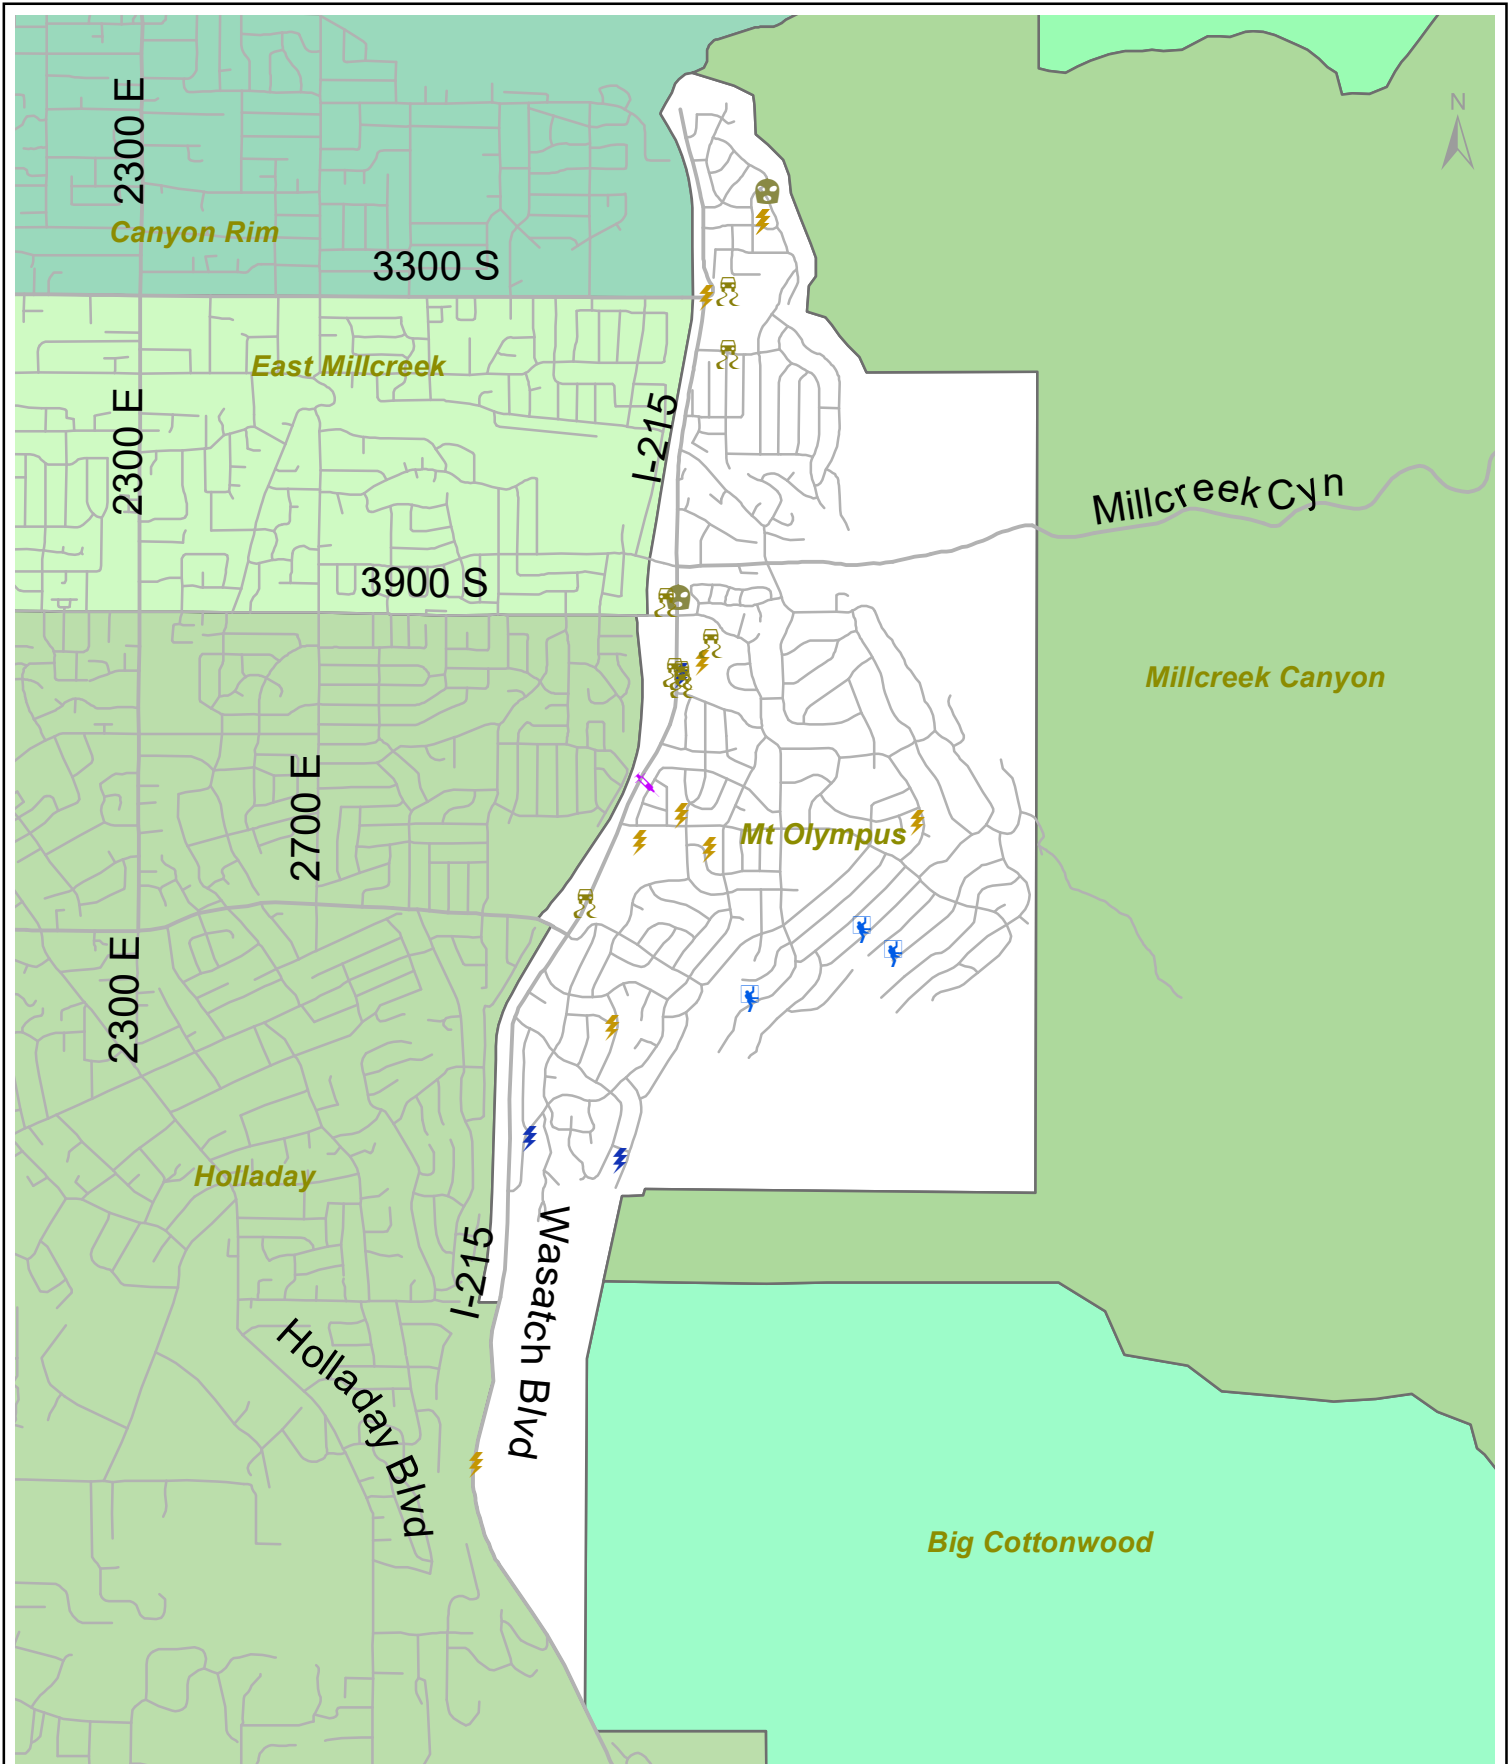 N
2300 E
Canyon Rim
3300 S
East Millcreek
I-215
2300 E
Millcreek Cyn
3900 S
Millcreek Canyon
2700 E
Mt Olympus
2300 E
Holladay
Wasatch Blvd
I-215
Holladay Blvd
Big Cottonwood